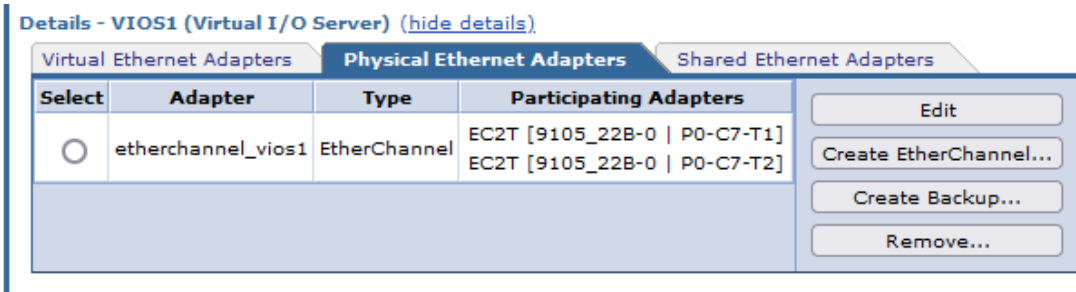 Details - VIOS1 (Virtual I/O Server) (hide details)
Virtual Ethernet Adapters Physical Ethernet Adapters Shared Ethernet Adapters
Select Adapter Type Participating Adapters
etherchannel_vios1 EtherChannel EC2T [9105_22B-0 | P0-C7-T1]
EC2T [9105_22B-0 | P0-C7-T2]
Edit
Create EtherChannel...
Create Backup...
Remove...